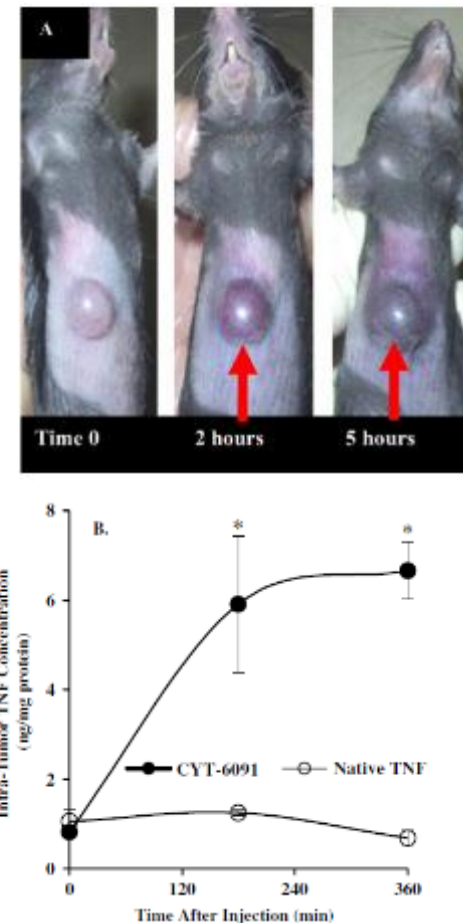 A
Time 0 2 hours 5 hours
B.
* *
8
6
4
2
0
Intra-Tumor TNF Concentration
(ng/mg protein)
CYT-6091 Native TNF
0 120 240 360
Time After Injection (min)